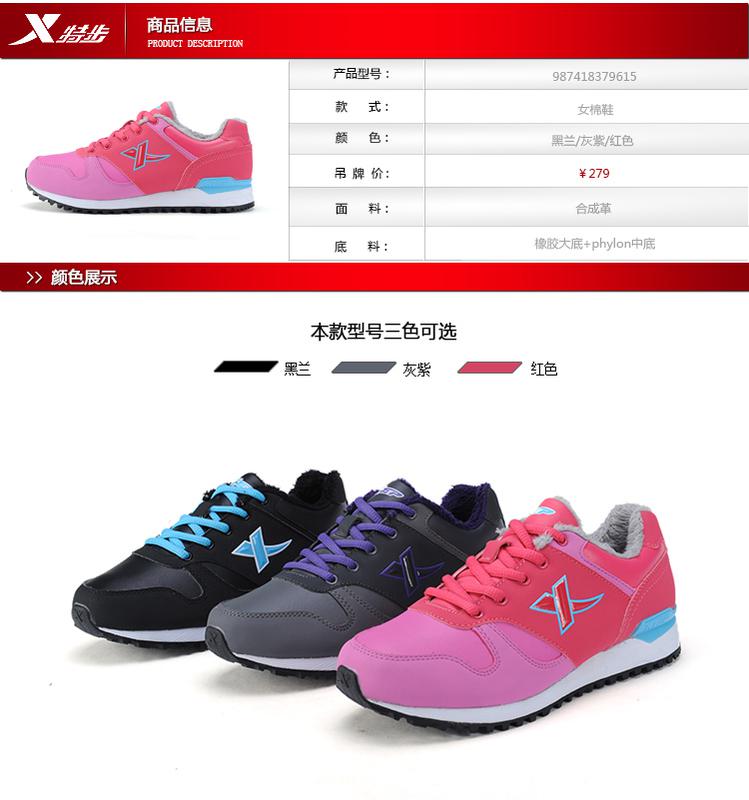 特步
商品信息
PRODUCT DESCRIPTION
产品型号： 987418379615
款 式： 女棉鞋
颜 色： 黑兰/灰紫/红色
吊 牌 价： ￥279
面 料： 合成革
底 料： 橡胶大底+phylon中底
>> 颜色展示
本款型号三色可选
黑兰 灰紫 红色